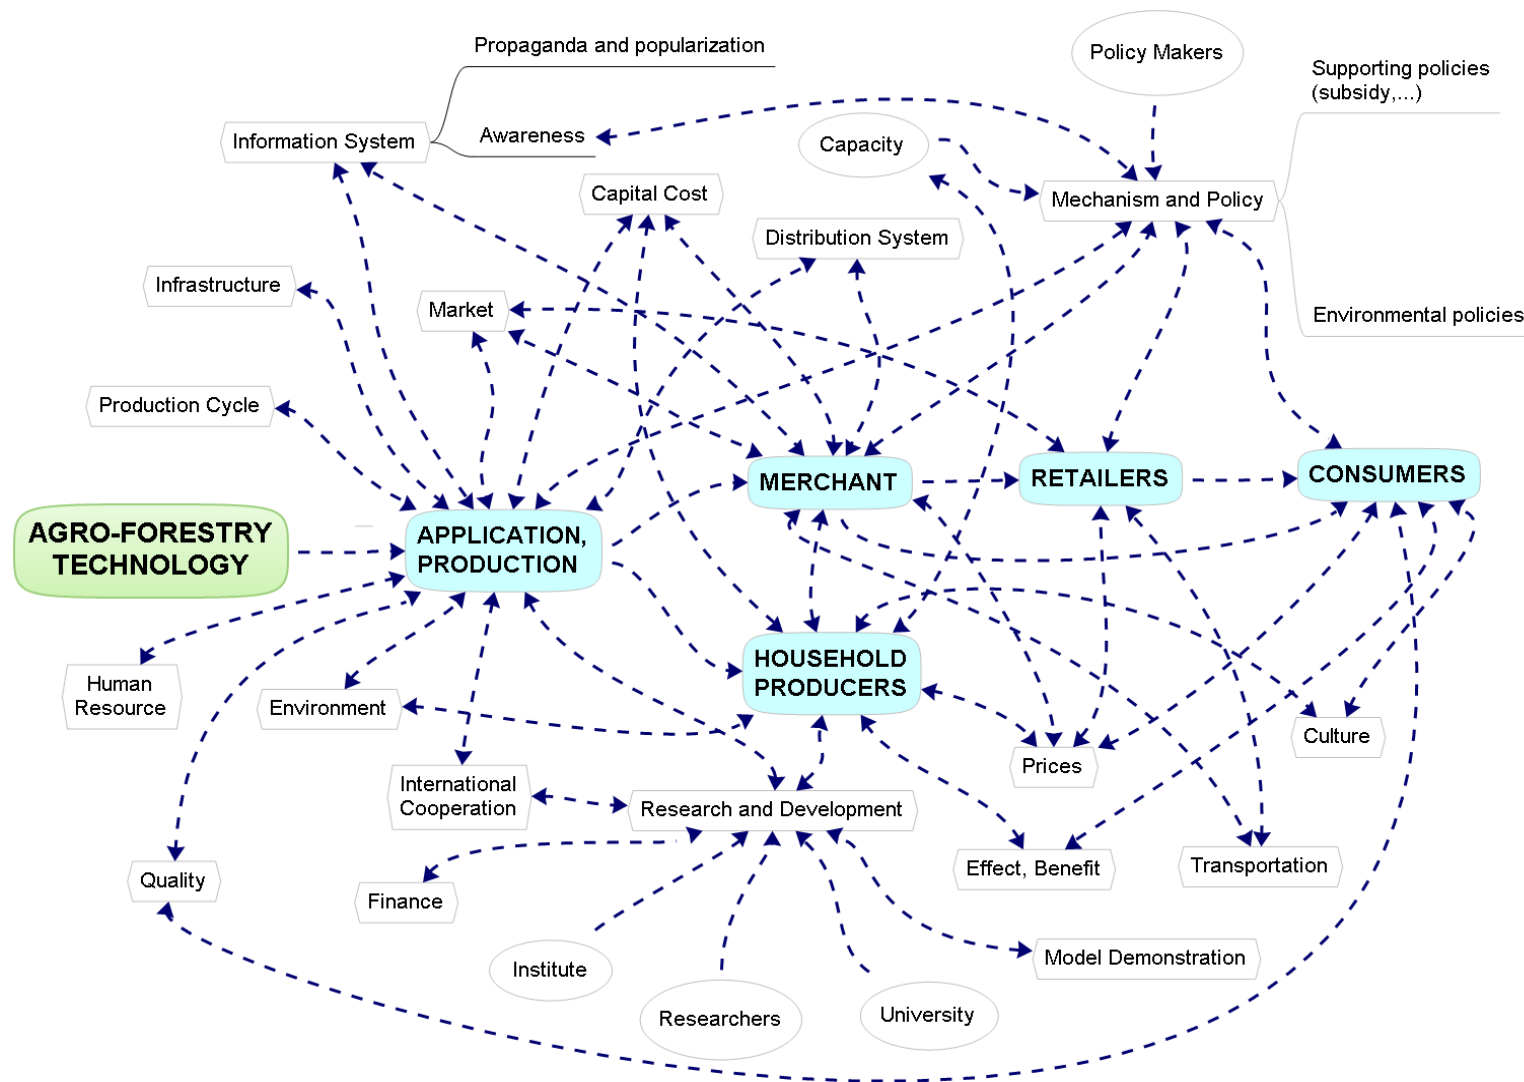 Propaganda and popularization
Policy Makers
Supporting policies
(subsidy,...)
Information System
Awareness
Capacity
Capital Cost
Mechanism and Policy
Distribution System
Infrastructure
Market
Environmental policies
Production Cycle
MERCHANT
RETAILERS
CONSUMERS
AGRO-FORESTRY
TECHNOLOGY
APPLICATION,
PRODUCTION
HOUSEHOLD
PRODUCERS
Human
Resource
Environment
Culture
Prices
International
Cooperation
Research and Development
Effect, Benefit
Transportation
Quality
Finance
Institute
Model Demonstration
Researchers
University